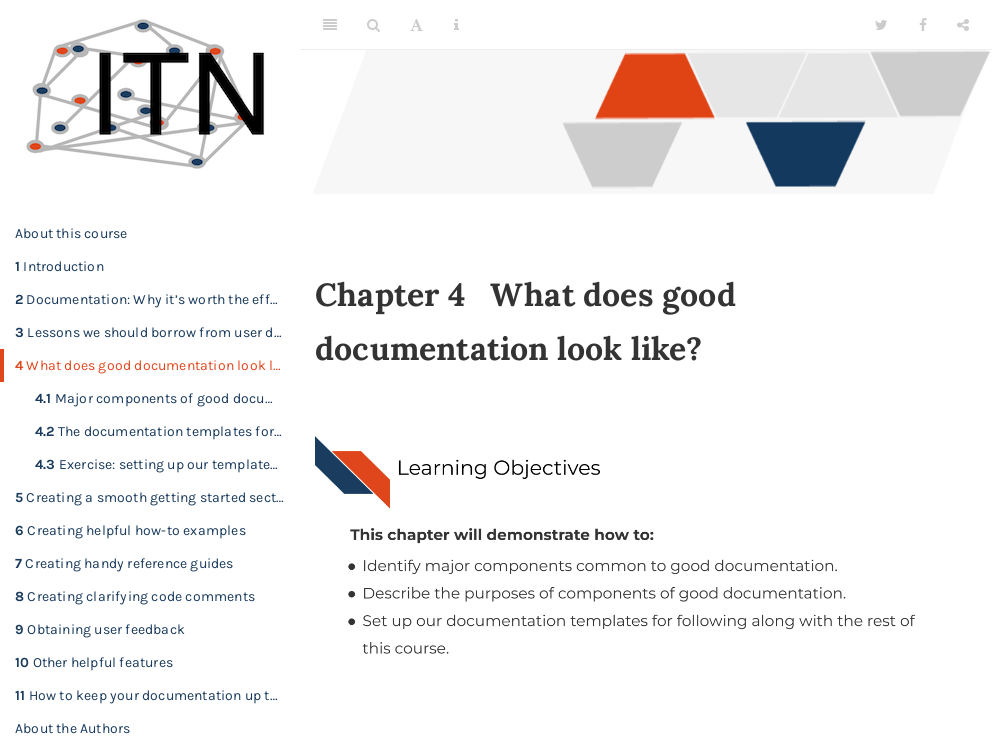 ITN
About this course
1 Introduction
2 Documentation: Why it's worth the eff...
3 Lessons we should borrow from user d...
4 What does good documentation look l...
4.1 Major components of good docu...
4.2 The documentation templates for...
4.3 Exercise: setting up our template...
5 Creating a smooth getting started sect...
6 Creating helpful how-to examples
7 Creating handy reference guides
8 Creating clarifying code comments
9 Obtaining user feedback
10 Other helpful features
11 How to keep your documentation up t...
About the Authors
Chapter 4 What does good
documentation look like?
Learning Objectives
This chapter will demonstrate how to:
● Identify major components common to good documentation.
● Describe the purposes of components of good documentation.
● Set up our documentation templates for following along with the rest of
this course.